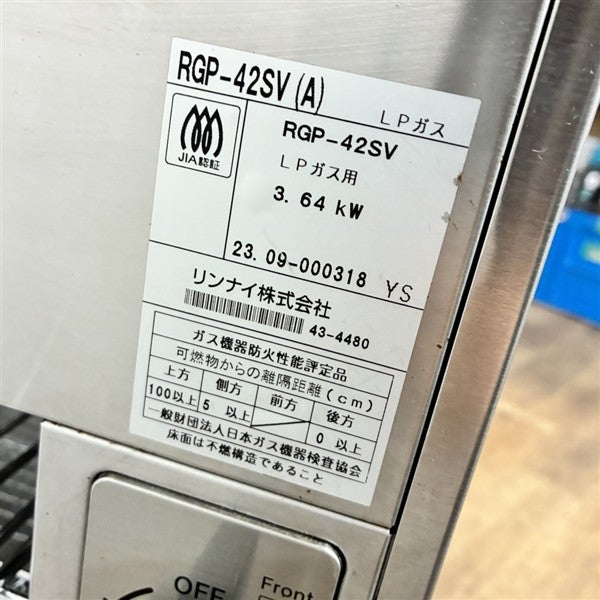 RGP-42SV(A)
LPガス
JIA認証
RGP-42SV
LPガス用
3.64 kW
23.09-000318 YS
リンナイ株式会社
43-4480
ガス機器防火性能評定品
可燃物からの離隔距離(cm)
上方 側方 前方 後方
100以上 5以上 0以上
一般財団法人日本ガス機器検査協会
床面は不燃構造であること
OFF
Front